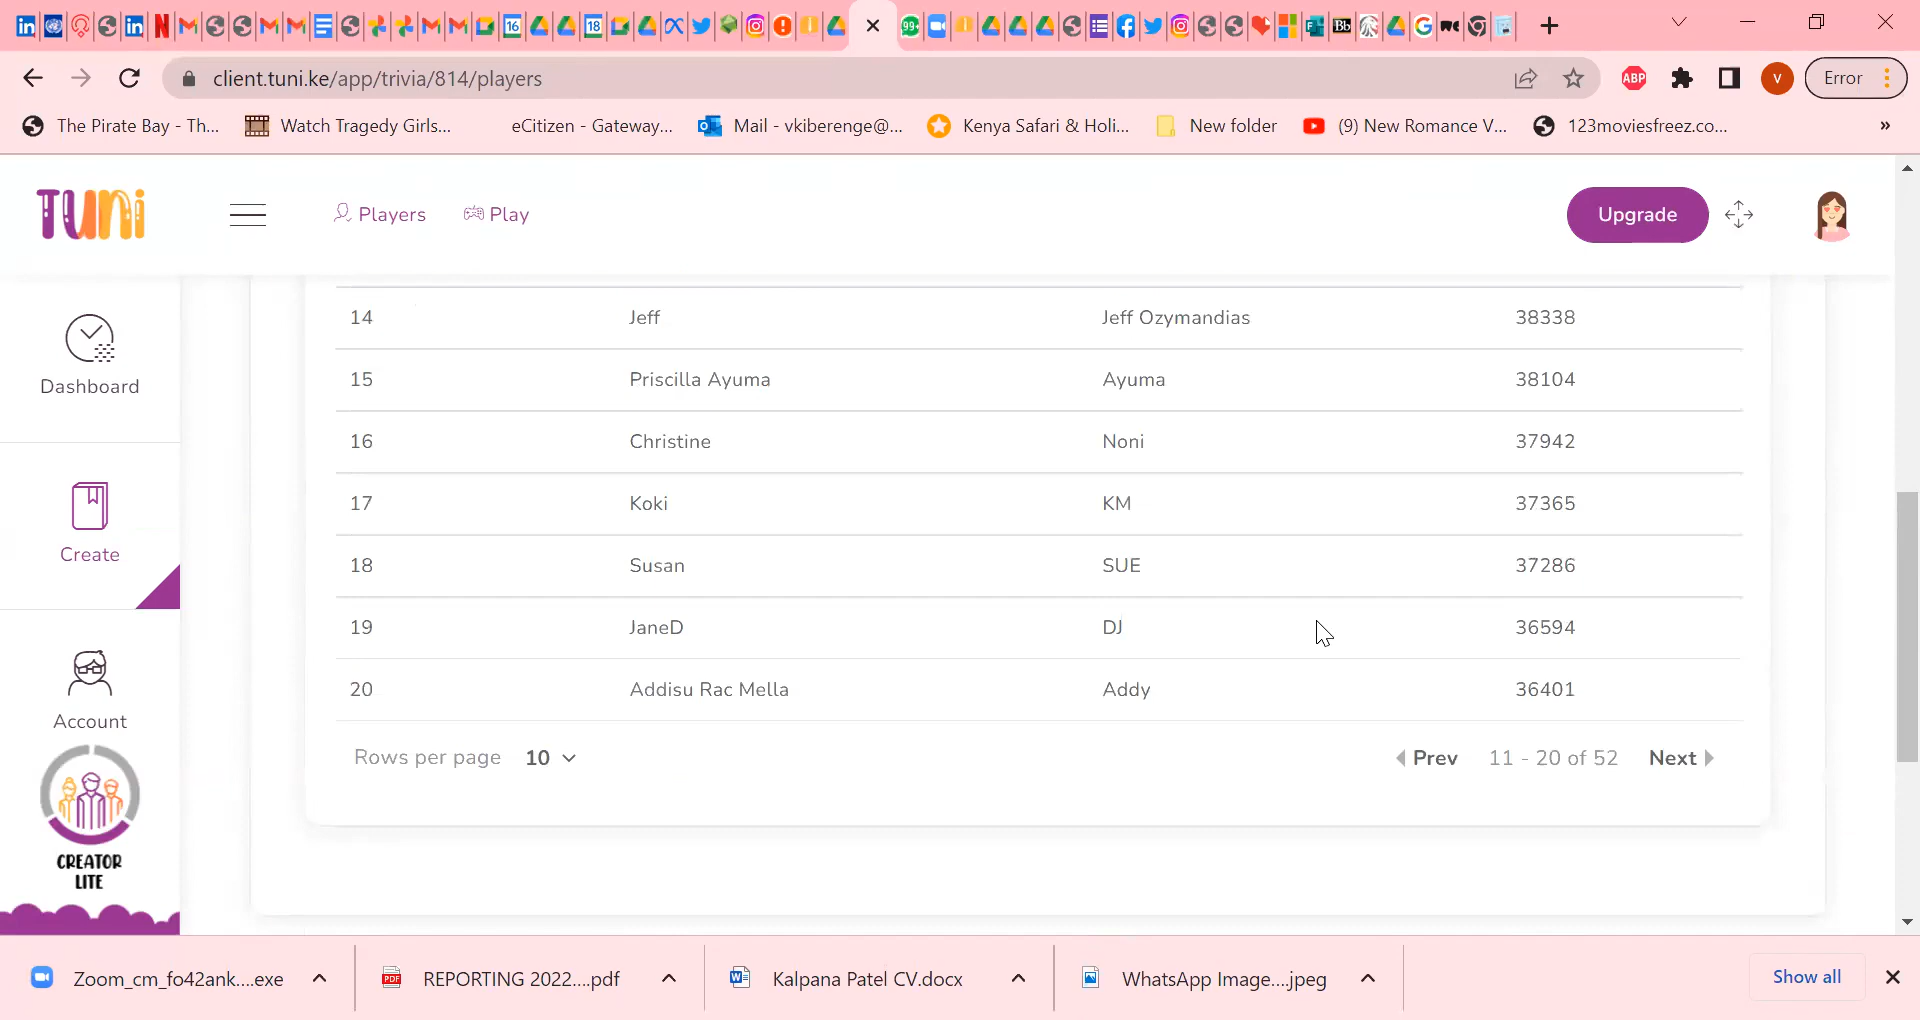 99+
Bb
client.tuni.ke/app/trivia/814/players
ABP
V
Error
The Pirate Bay - Th...
Watch Tragedy Girls...
eCitizen - Gateway...
Mail - vkiberenge@...
Kenya Safari & Holi...
New folder
(9) New Romance V...
123moviesfreez.co...
»
TUNI
Players
Play
Upgrade
14 Jeff Jeff Ozymandias 38338
15 Priscilla Ayuma Ayuma 38104
16 Christine Noni 37942
17 Koki KM 37365
18 Susan SUE 37286
19 JaneD DJ 36594
20 Addisu Rac Mella Addy 36401
Rows per page 10
Prev 11 - 20 of 52 Next
Dashboard
Create
Account
CREATOR
LITE
Zoom_cm_fo42ank....exe
REPORTING 2022....pdf
Kalpana Patel CV.docx
WhatsApp Image....jpeg
Show all